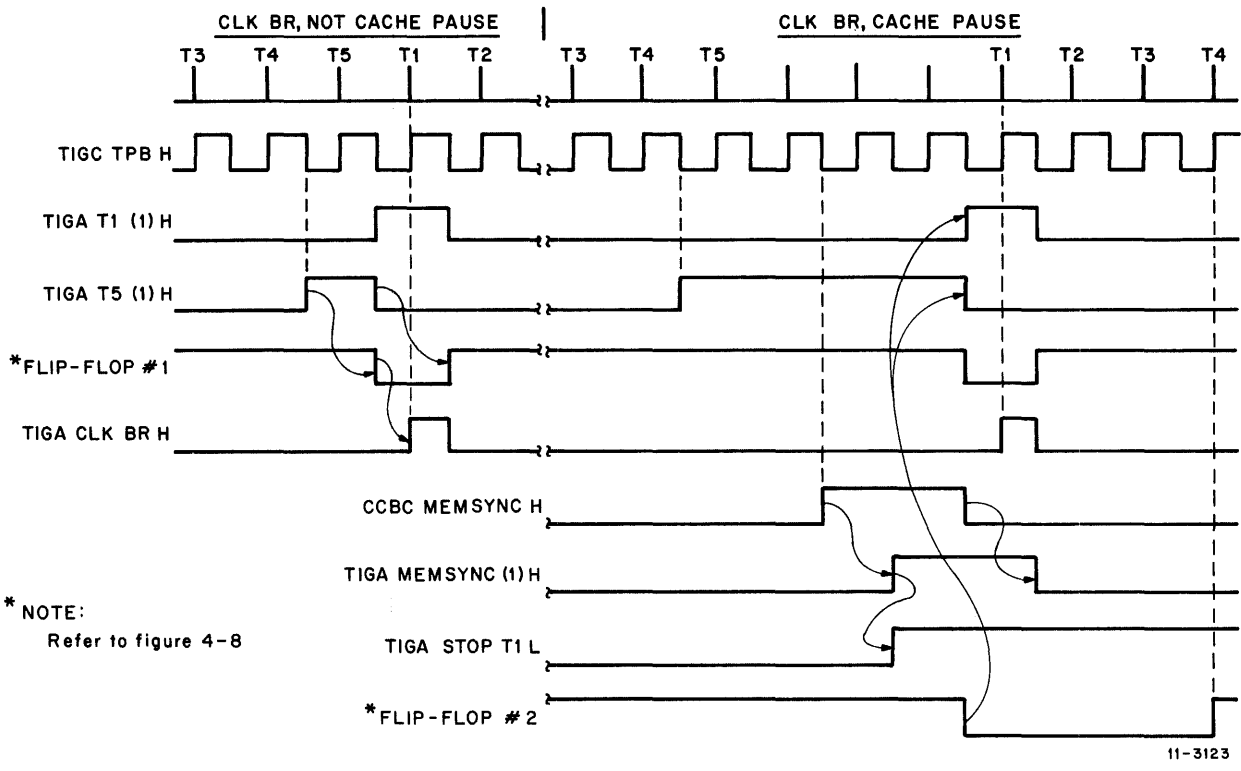 CLK BR, NOT CACHE PAUSE
CLK BR, CACHE PAUSE
T3 T4 T5 T1 T2 T3 T4 T5 T1 T2 T3 T4
TIGC TPB H
TIGA T1 (1) H
TIGA T5 (1) H
*FLIP-FLOP #1
TIGA CLK BR H
CCBC MEMSYNC H
TIGA MEMSYNC (1) H
* NOTE:
Refer to figure 4-8
TIGA STOP T1 L
*FLIP-FLOP #2
11-3123